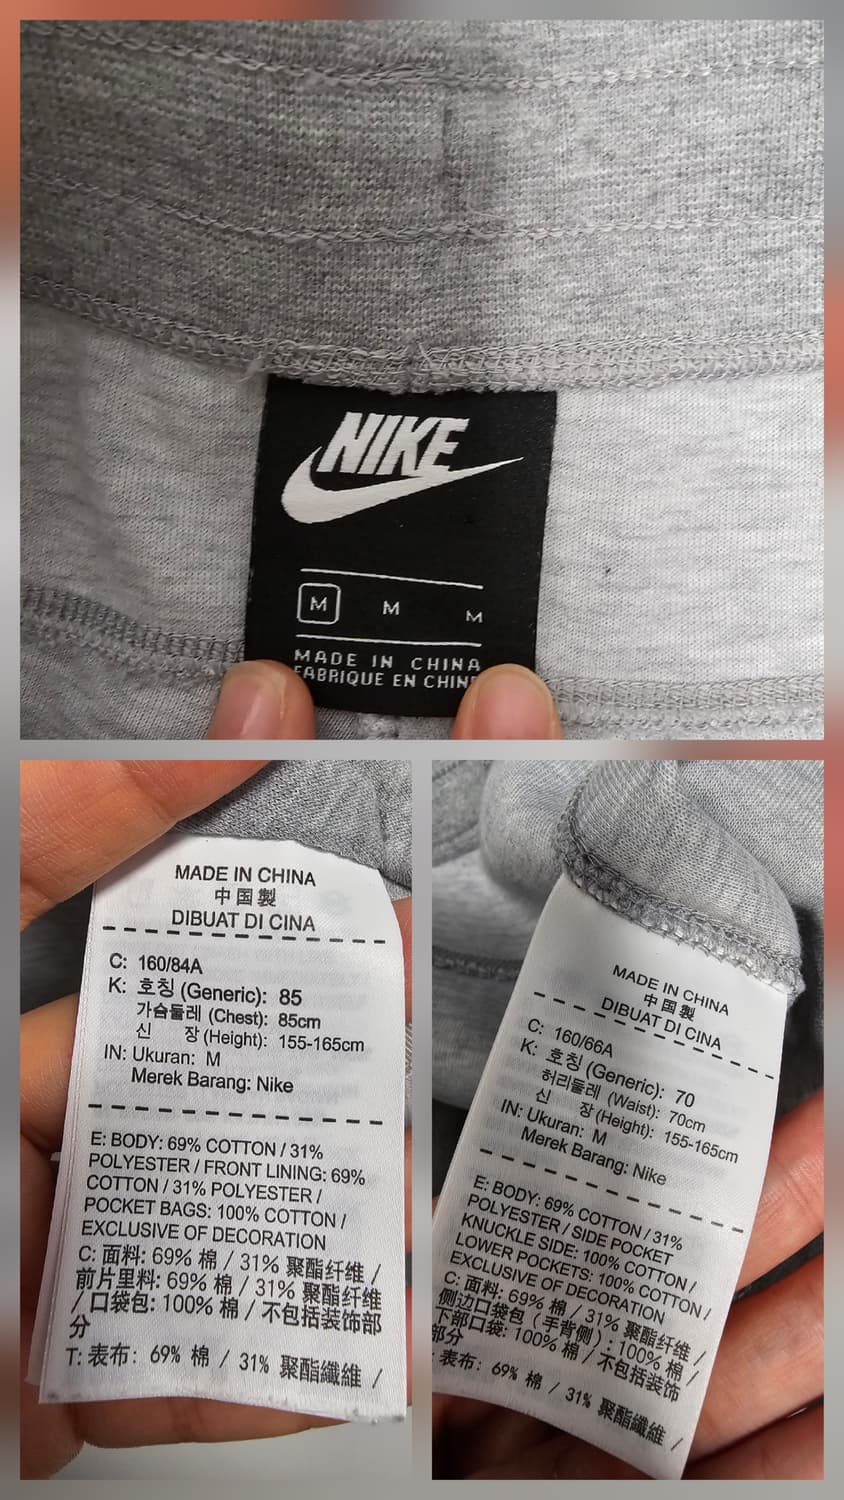 NIKE
M M M
MADE IN CHINA
FABRIQUE EN CHINE
MADE IN CHINA
中国製
DIBUAT DI CINA
C: 160/84A
K: 호칭 (Generic): 85
가슴둘레 (Chest): 85cm
신 장 (Height): 155-165cm
IN: Ukuran: M
Merek Barang: Nike
E: BODY: 69% COTTON / 31%
POLYESTER / FRONT LINING: 69%
COTTON / 31% POLYESTER /
POCKET BAGS: 100% COTTON /
EXCLUSIVE OF DECORATION
C: 面料: 69% 棉 / 31% 聚酯纤维 /
前片里料: 69% 棉 / 31% 聚酯纤维
/ 口袋包: 100% 棉 / 不包括装饰部
分
T: 表布: 69% 棉 / 31% 聚酯纖維 /
MADE IN CHINA
中国製
DIBUAT DI CINA
C: 160/66A
K: 호칭 (Generic): 70
허리둘레 (Waist): 70cm
신 장 (Height): 155-165cm
IN: Ukuran: M
Merek Barang: Nike
E: BODY: 69% COTTON / 31%
POLYESTER / SIDE POCKET
KNUCKLE SIDE: 100% COTTON /
LOWER POCKETS: 100% COTTON /
EXCLUSIVE OF DECORATION
C: 面料: 69% 棉 / 31% 聚酯纤维 /
侧边口袋包（手背侧）: 100% 棉 /
下部口袋: 100% 棉 / 不包括装饰
部分
: 表布: 69% 棉 / 31% 聚酯纖維 /